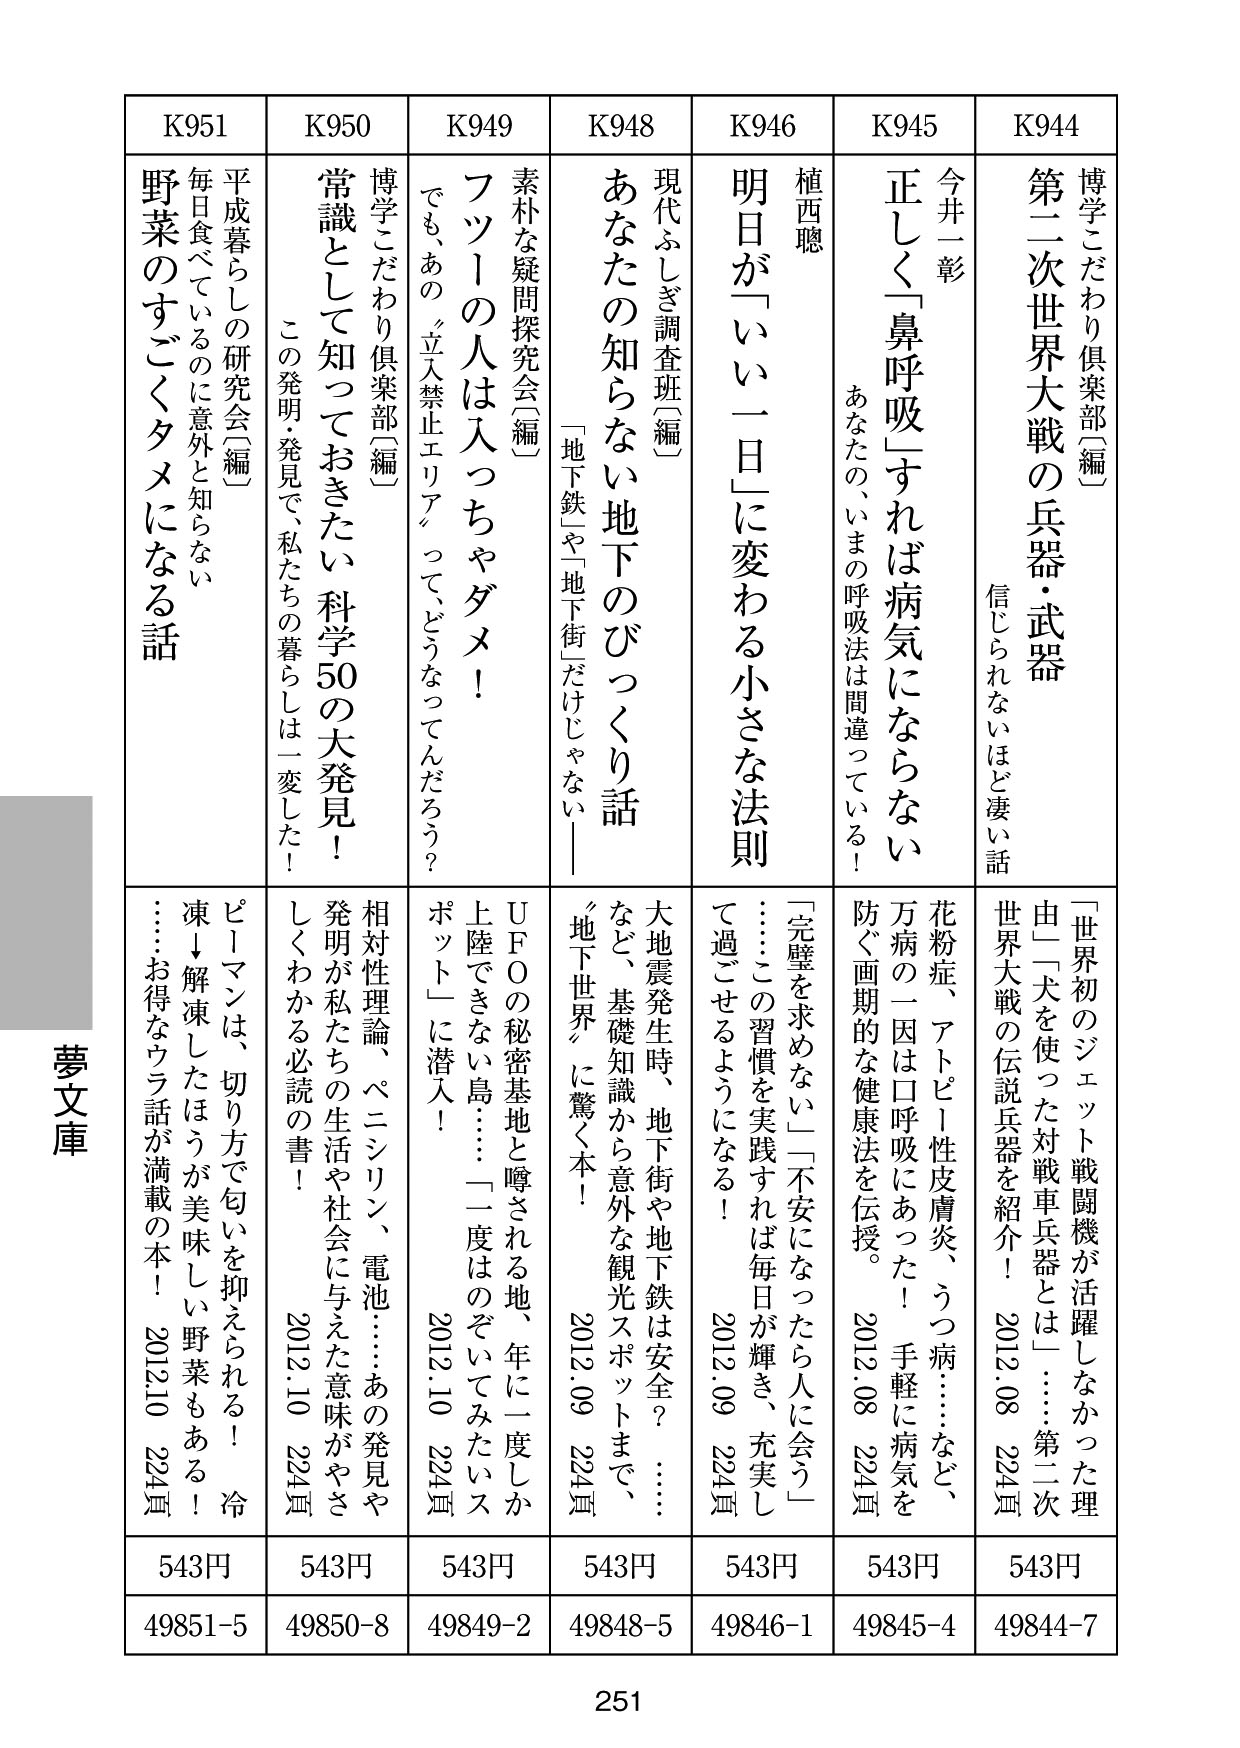 K944
博学こだわり倶楽部〔編〕
第二次世界大戦の兵器・武器
信じられないほど凄い話
「世界初のジェット戦闘機が活躍しなかった理
由」「犬を使った対戦車兵器とは」……第二次
世界大戦の伝説兵器を紹介！ 2012.08 224頁
543円
49844-7
K945
今井一彰
正しく「鼻呼吸」すれば病気にならない
あなたの、いまの呼吸法は間違っている！
花粉症、アトピー性皮膚炎、うつ病……など、
万病の一因は口呼吸にあった！ 手軽に病気を
防ぐ画期的な健康法を伝授。 2012.08 224頁
543円
49845-4
K946
植西聰
明日が「いい一日」に変わる小さな法則
「完璧を求めない」「不安になったら人に会う」
……この習慣を実践すれば毎日が輝き、充実し
て過ごせるようになる！ 2012.09 224頁
543円
49846-1
K948
現代ふしぎ調査班〔編〕
あなたの知らない地下のびっくり話
「地下鉄」や「地下街」だけじゃない――
大地震発生時、地下街や地下鉄は安全？ ……
など、基礎知識から意外な観光スポットまで、
〝地下世界〟に驚く本！ 2012.09 224頁
543円
49848-5
K949
素朴な疑問探究会〔編〕
フツーの人は入っちゃダメ！
でも、あの〝立入禁止エリア〟って、どうなってんだろう？
ＵＦＯの秘密基地と噂される地、年に一度しか
上陸できない島……「一度はのぞいてみたいス
ポット」に潜入！ 2012.10 224頁
543円
49849-2
K950
博学こだわり倶楽部〔編〕
常識として知っておきたい 科学50の大発見！
この発明・発見で、私たちの暮らしは一変した！
相対性理論、ペニシリン、電池……あの発見や
発明が私たちの生活や社会に与えた意味がやさ
しくわかる必読の書！ 2012.10 224頁
543円
49850-8
K951
平成暮らしの研究会〔編〕
毎日食べているのに意外と知らない
野菜のすごくタメになる話
ピーマンは、切り方で匂いを抑えられる！ 冷
凍→解凍したほうが美味しい野菜もある！
……お得なウラ話が満載の本！ 2012.10 224頁
543円
49851-5
夢文庫
251